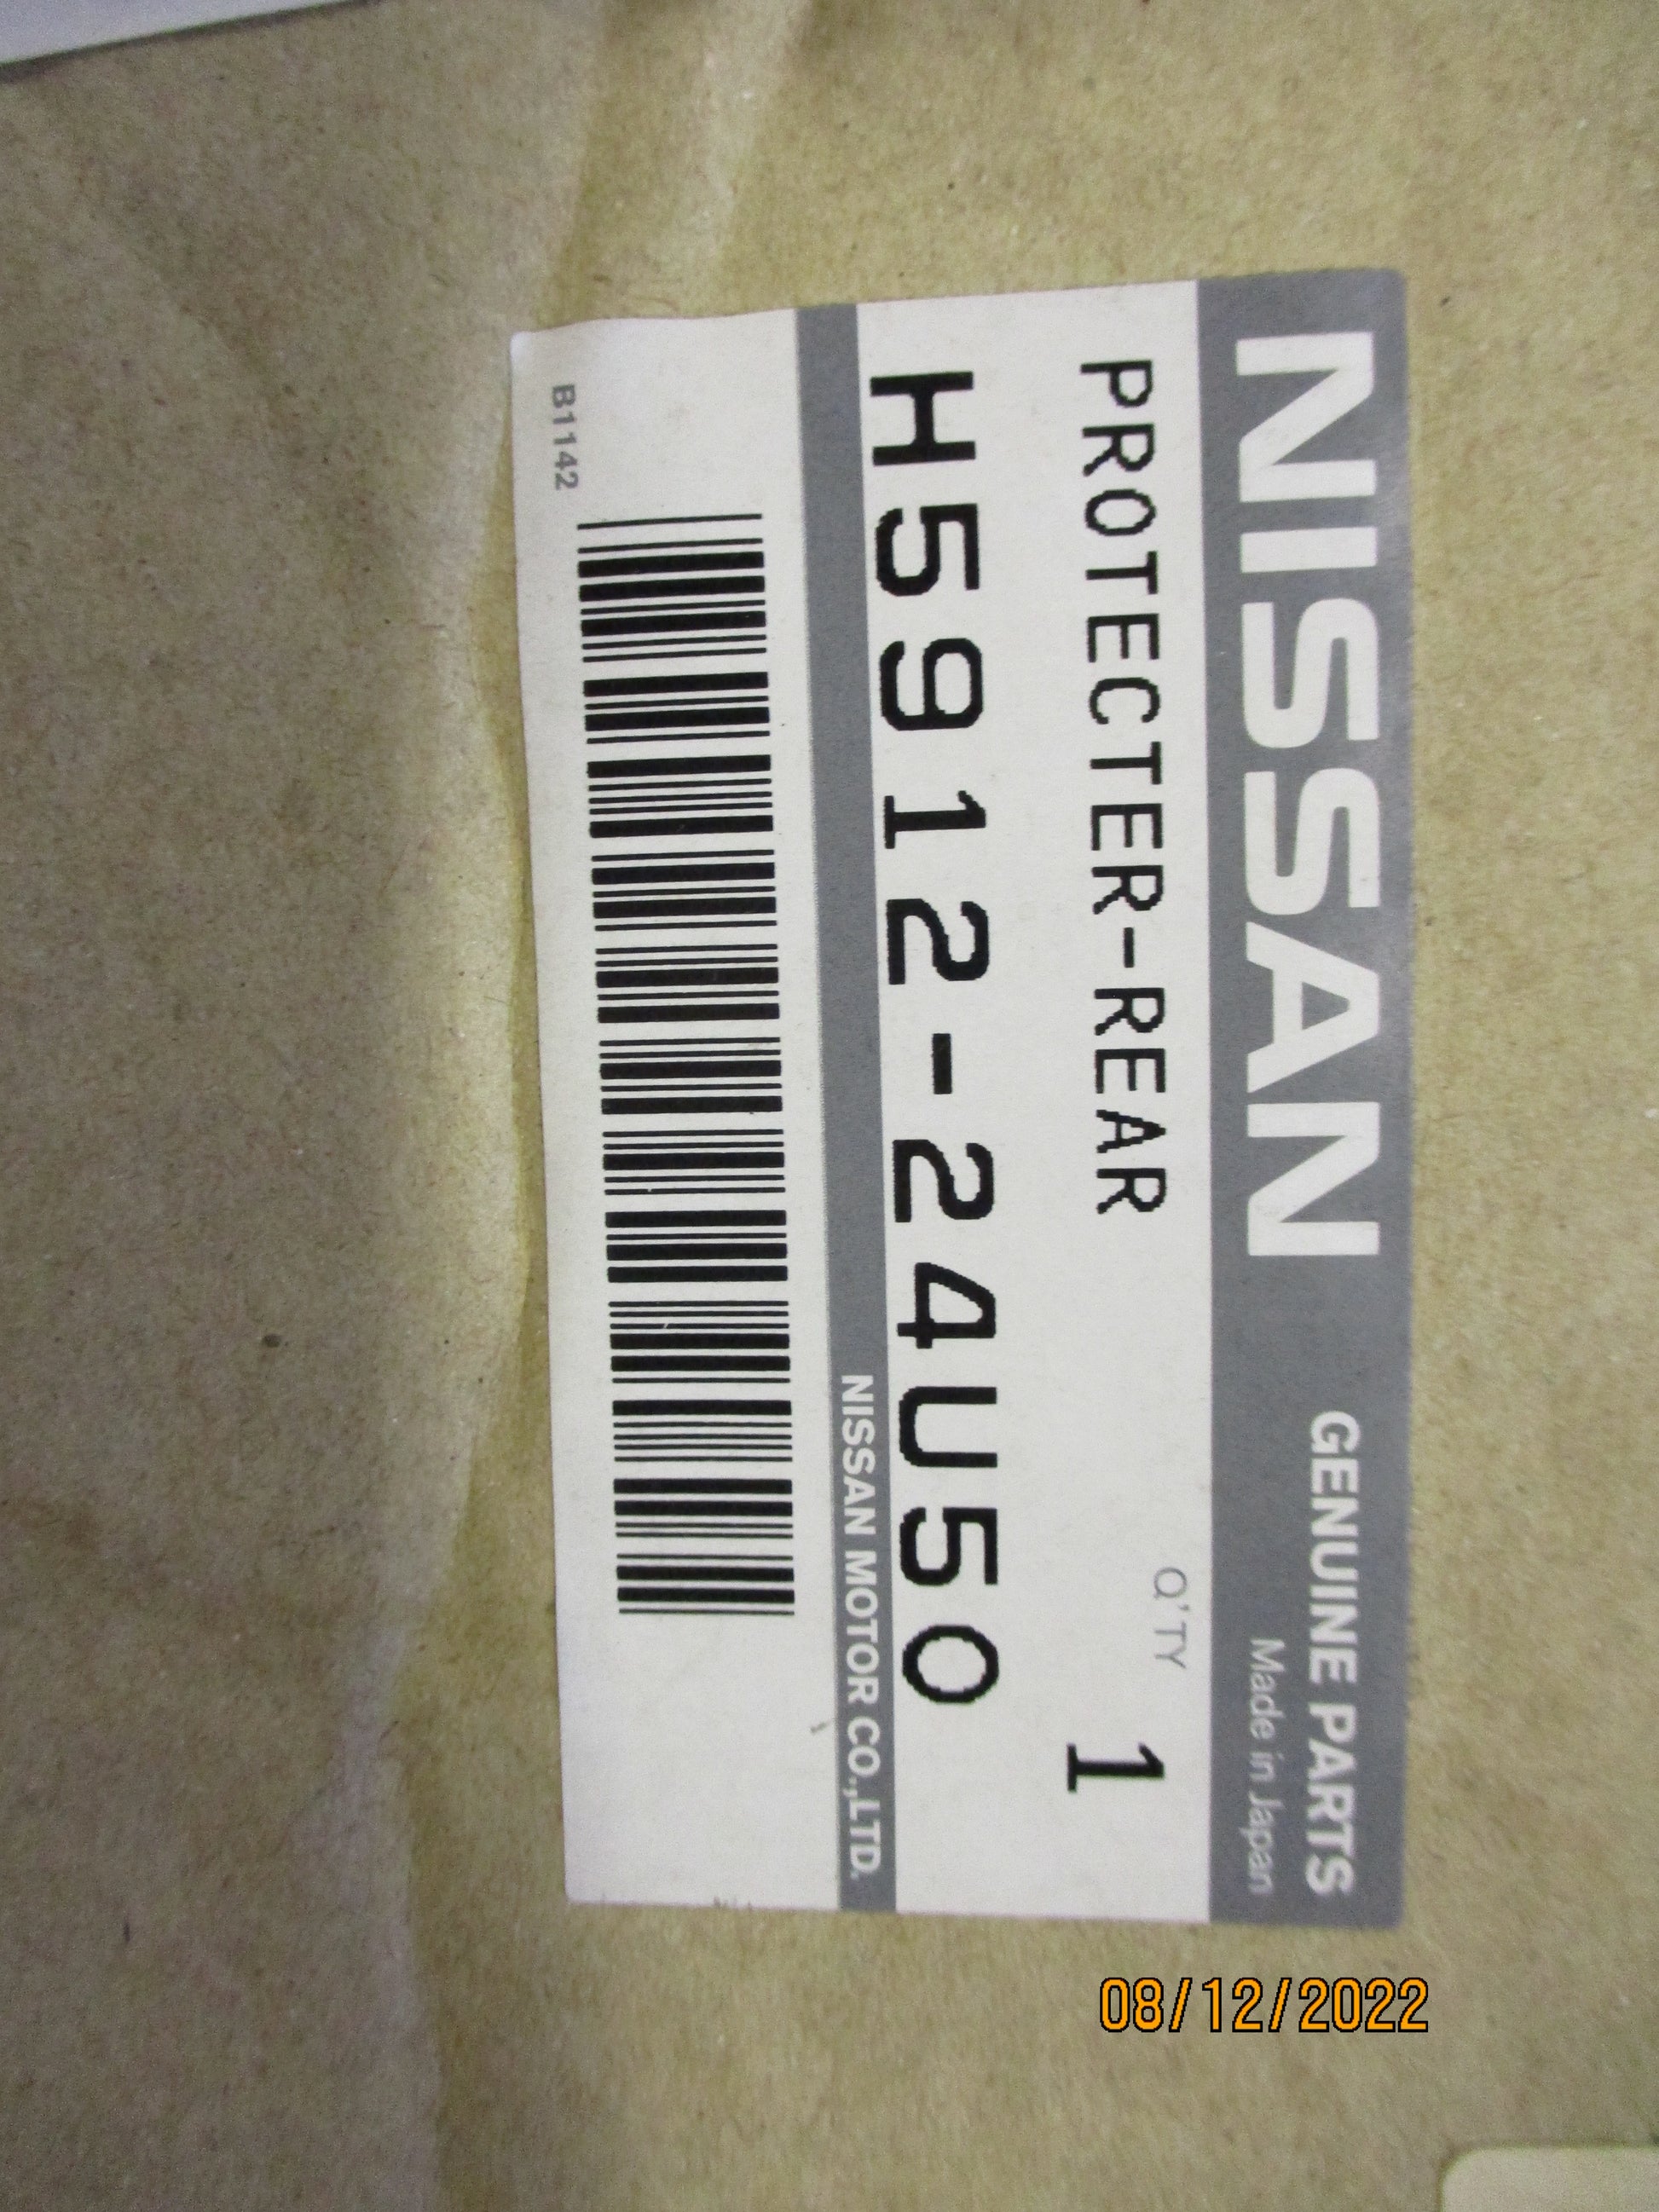 NISSAN GENUINE PARTS
Made in Japan
PROTECTER-REAR Q'TY 1
H5912-24U50
NISSAN MOTOR CO.,LTD.
B1142
08/12/2022